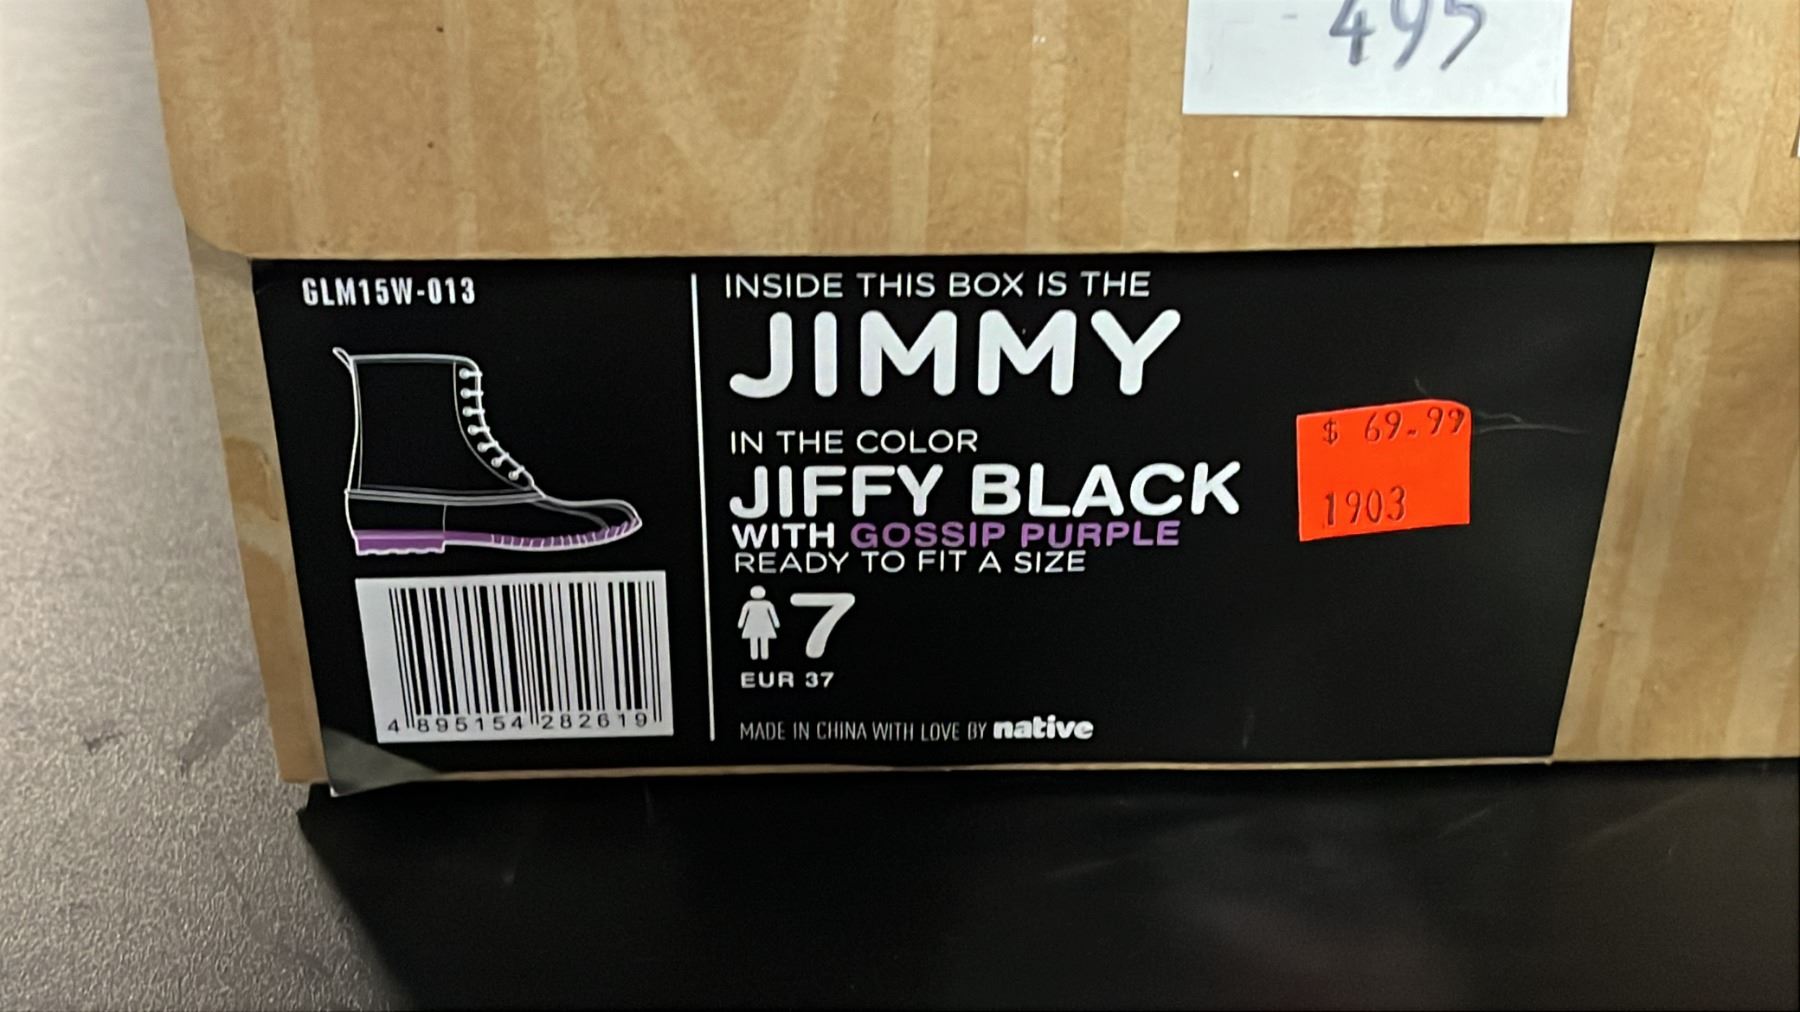 - 495
GLM15W-013
INSIDE THIS BOX IS THE
JIMMY
IN THE COLOR
JIFFY BLACK
WITH GOSSIP PURPLE
READY TO FIT A SIZE
7
EUR 37
MADE IN CHINA WITH LOVE BY native
4 895154 282619
$ 69.99
1903